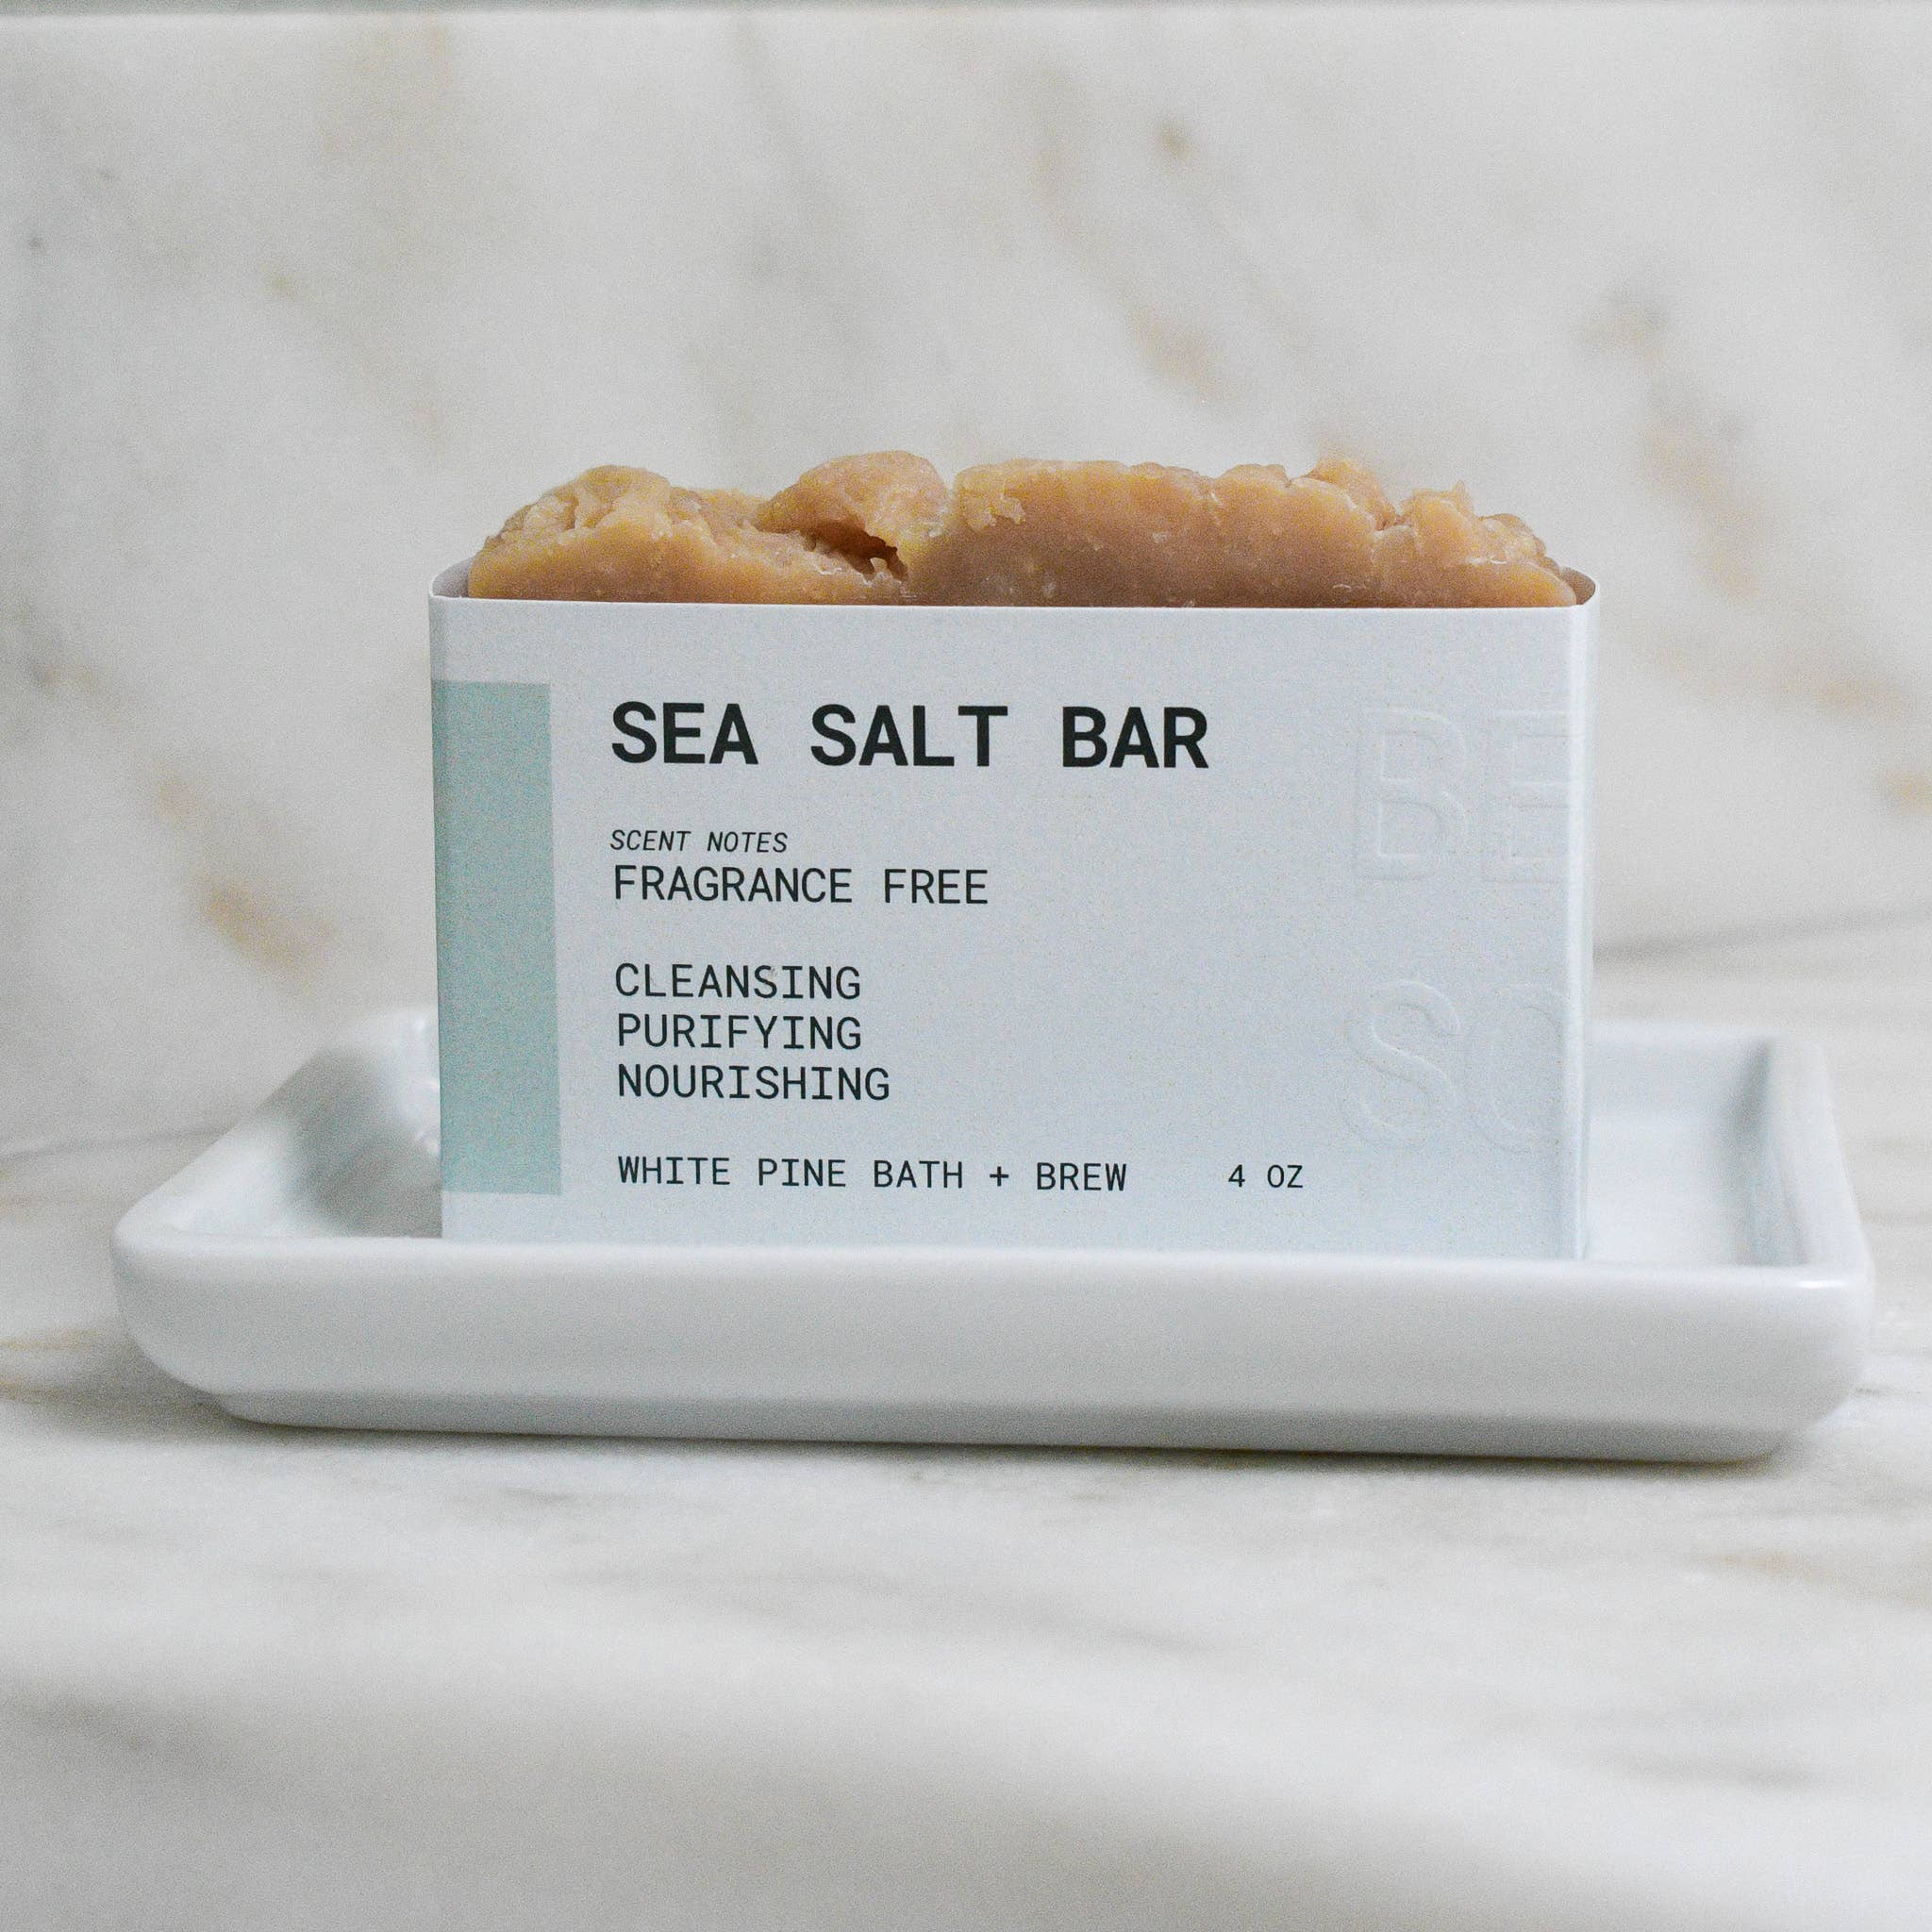 SEA SALT BAR
SCENT NOTES
FRAGRANCE FREE
CLEANSING
PURIFYING
NOURISHING
WHITE PINE BATH + BREW 4 OZ